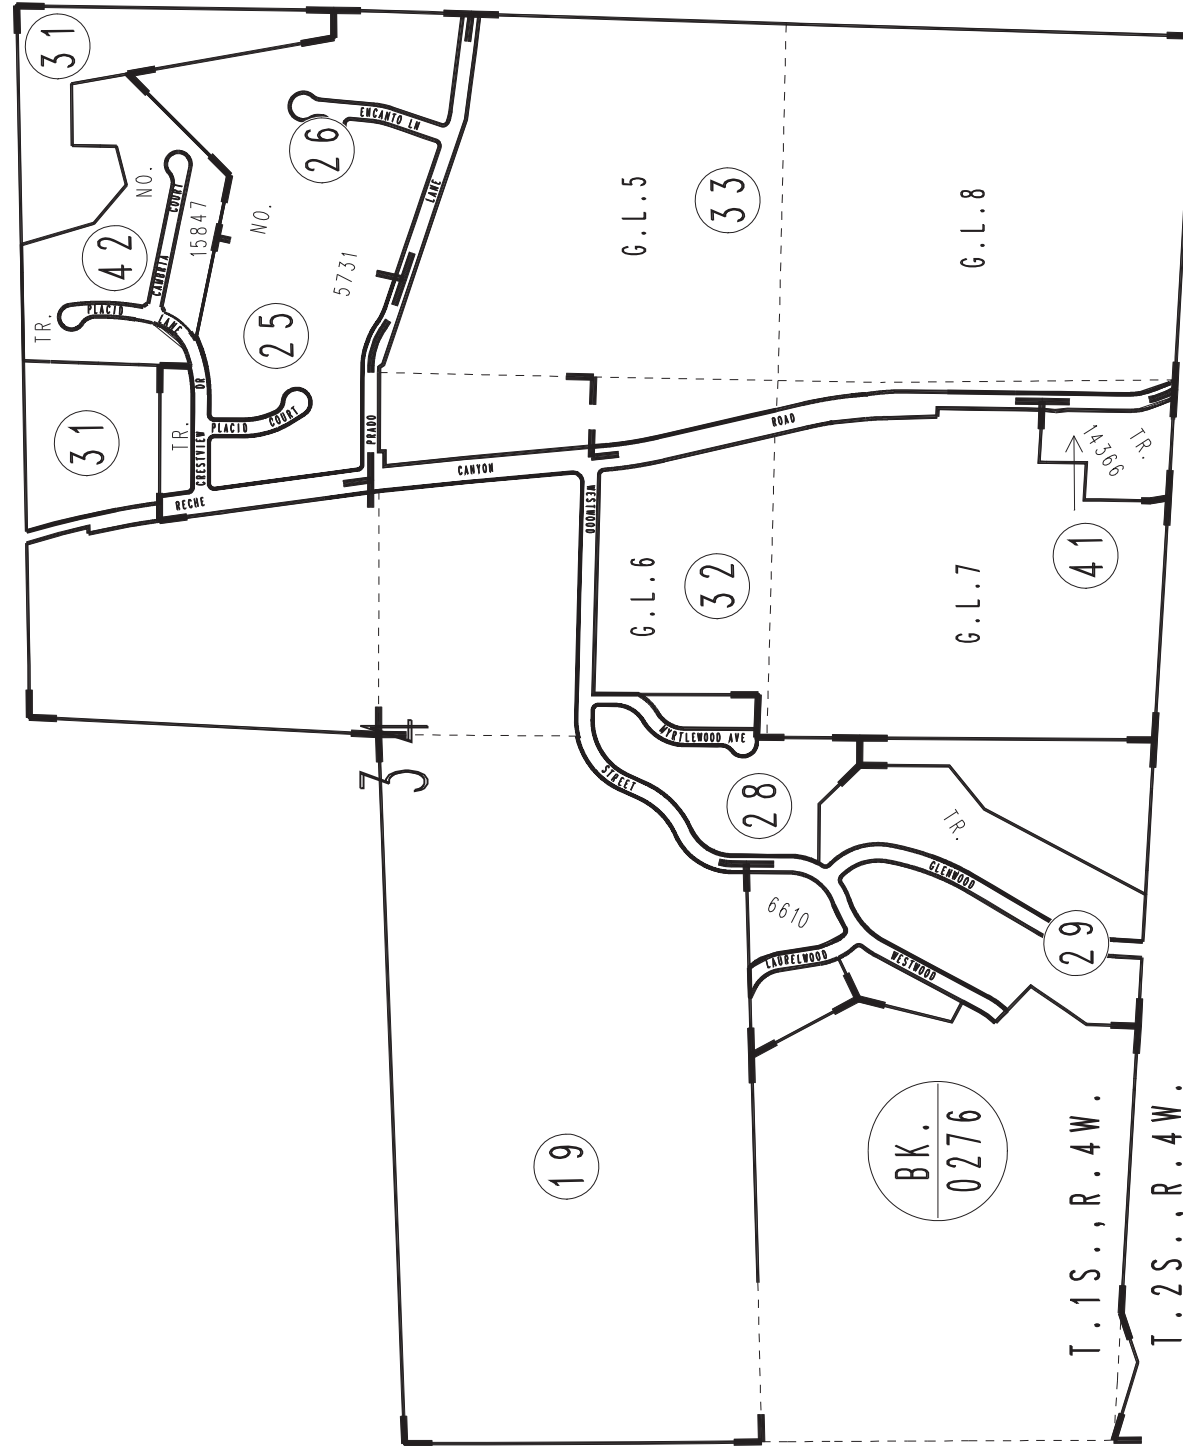 31
TR.
NO.
15847
42
PLACID
LANE
CAMBRIA
COURT
26
ENCANTO LN
NO.
5731
25
LANE
PRADO
31
TR.
CRESTVIEW DR
PLACID
COURT
RECHE
CANYON
ROAD
G.L.5
33
G.L.8
WESTWOOD
STREET
G.L.6
32
G.L.7
41
14366
TR.
MYRTLEWOOD AVE
34
28
TR.
6610
LAURELWOOD
WESTWOOD
GLENWOOD
29
19
BK.
0276
T.1S.,R.4W.
T.2S.,R.4W.